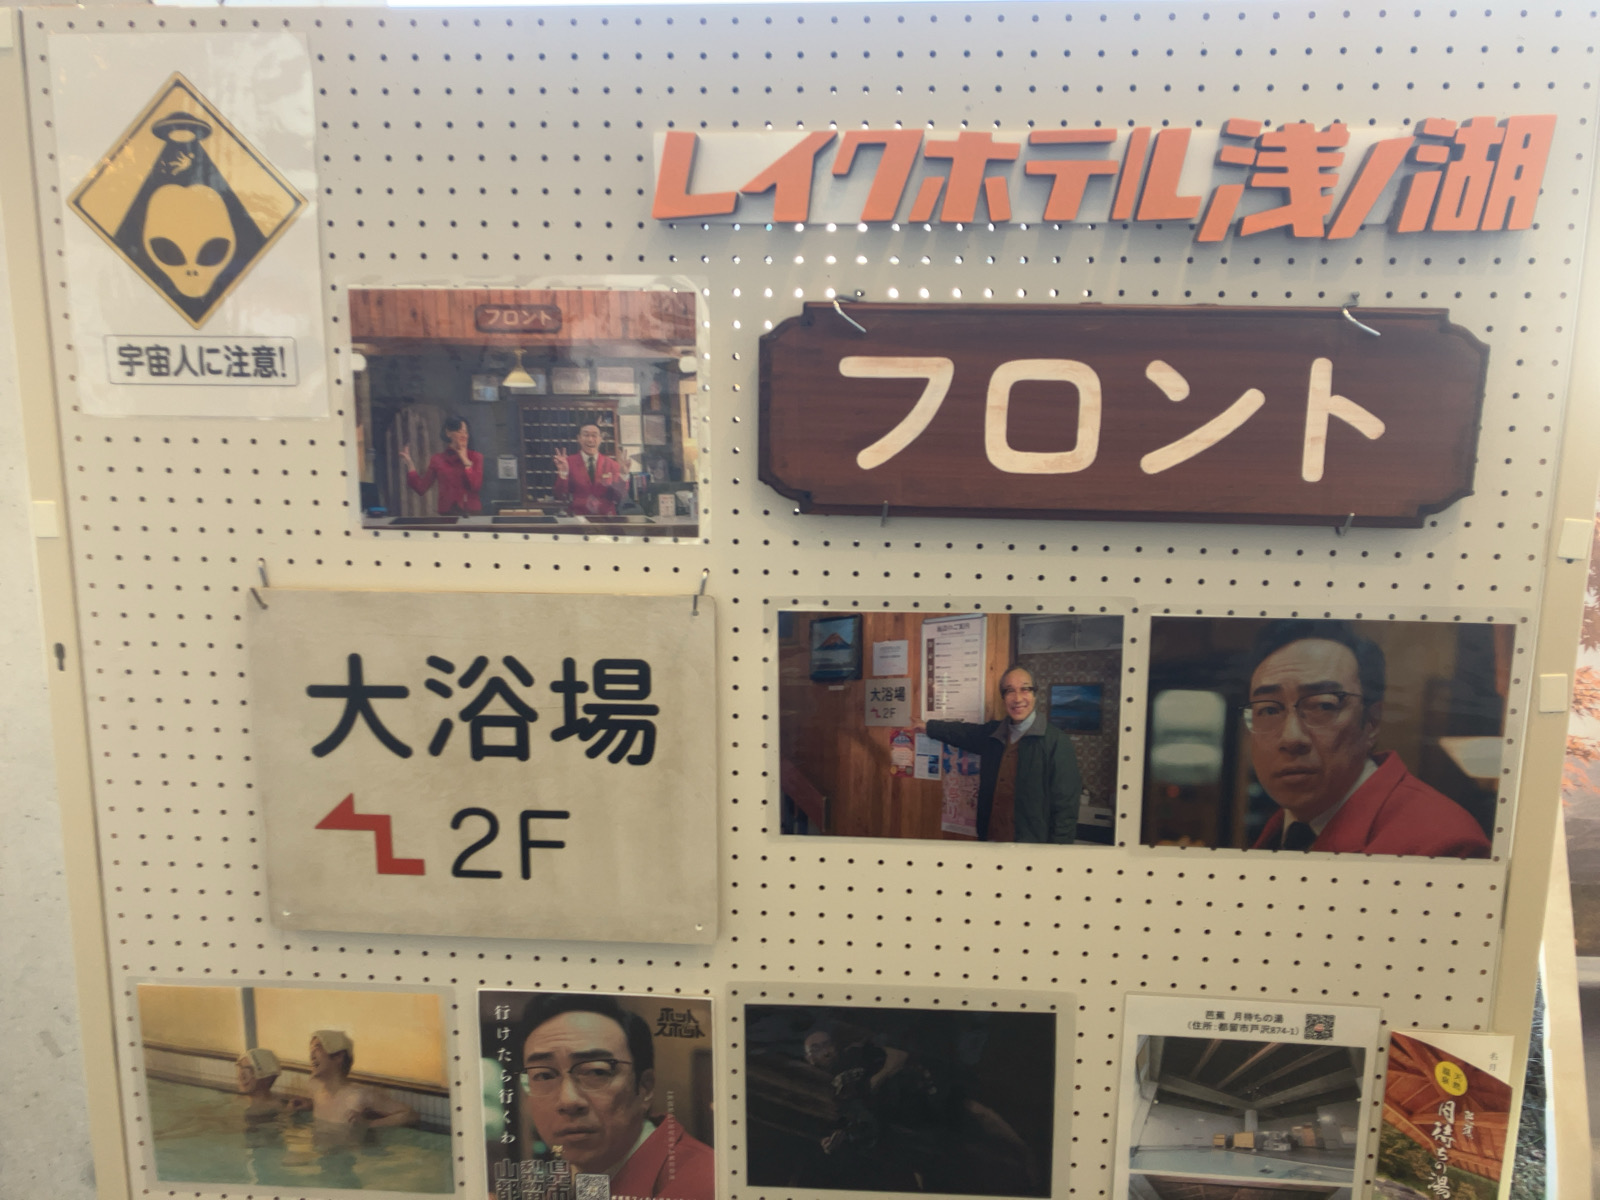 宇宙人に注意!
レイクホテル浅ノ湖
フロント
フロント
大浴場
2F
大浴場
2F
行けたら行くわ
ホットスポット
芭蕉 月待ちの湯
(住所:都留市戸沢874-1)
月待ちの湯